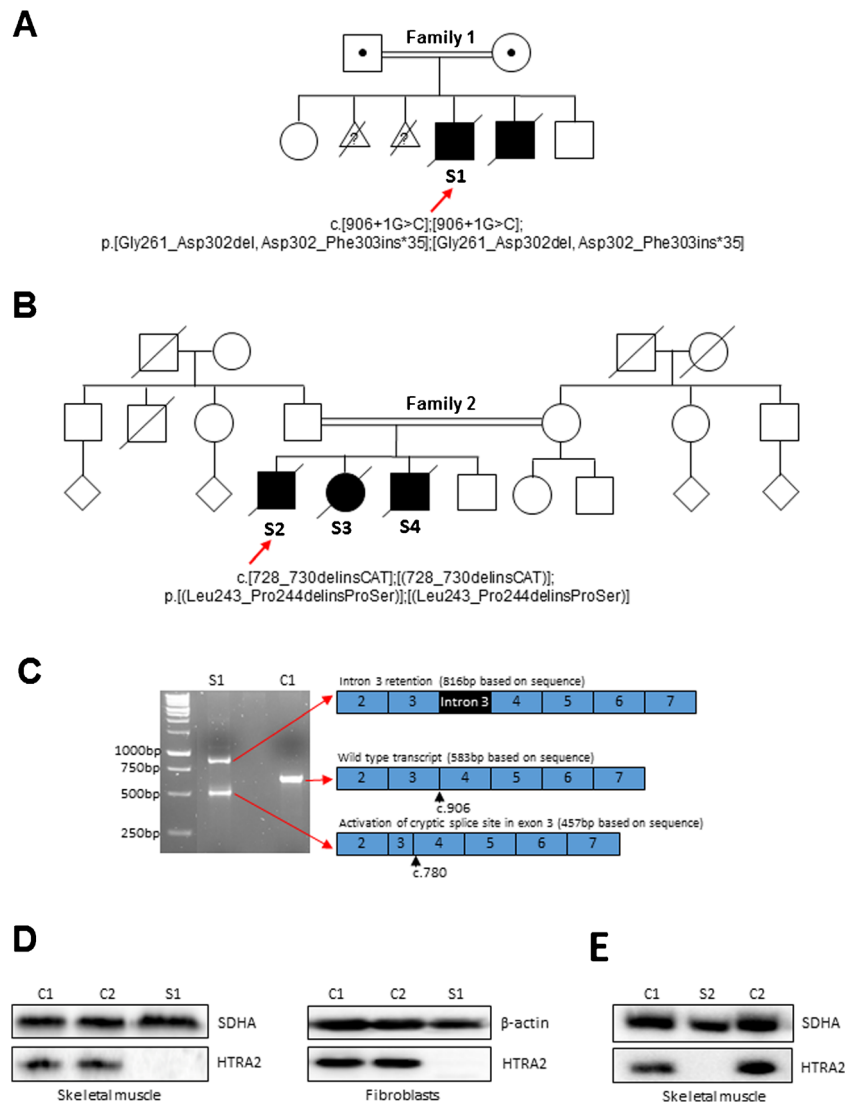 A
Family 1
? ?
S1
c.[906+1G>C];[906+1G>C];
p.[Gly261_Asp302del, Asp302_Phe303ins*35];[Gly261_Asp302del, Asp302_Phe303ins*35]
B
Family 2
S2 S3 S4
c.[728_730delinsCAT];[(728_730delinsCAT)];
p.[(Leu243_Pro244delinsProSer)];[(Leu243_Pro244delinsProSer)]
C
S1 C1
1000bp
750bp
500bp
250bp
Intron 3 retention (816bp based on sequence)
2 3 Intron 3 4 5 6 7
Wild type transcript (583bp based on sequence)
2 3 4 5 6 7
c.906
Activation of cryptic splice site in exon 3 (457bp based on sequence)
2 3 4 5 6 7
c.780
D
C1 C2 S1
SDHA
HTRA2
Skeletal muscle
C1 C2 S1
β-actin
HTRA2
Fibroblasts
E
C1 S2 C2
SDHA
HTRA2
Skeletal muscle